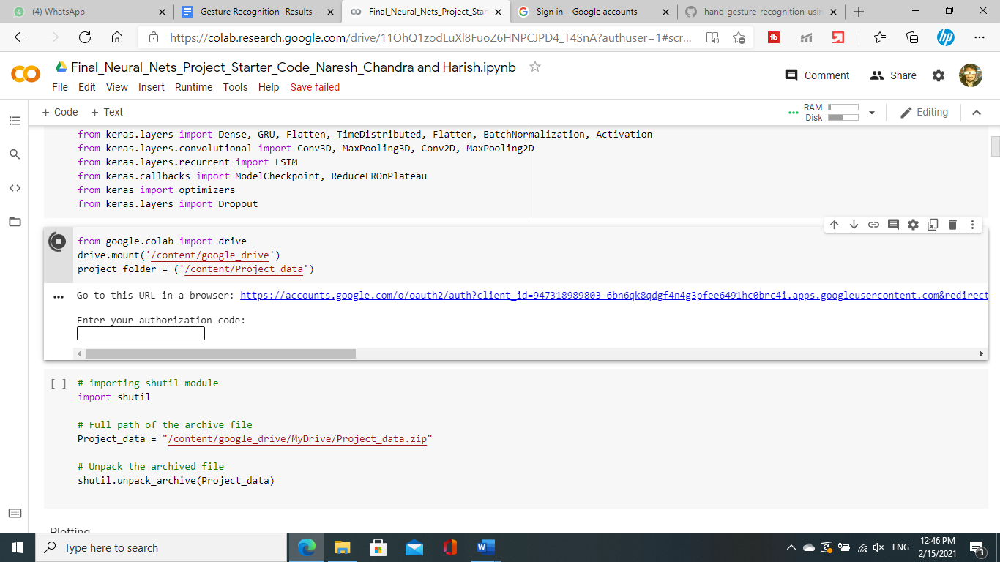 (4) WhatsApp
Gesture Recognition- Results -
Final_Neural_Nets_Project_Star
Sign in – Google accounts
hand-gesture-recognition-usin
https://colab.research.google.com/drive/11OhQ1zodLuXl8FuoZ6HNPCJPD4_T4SnA?authuser=1#scr...
Final_Neural_Nets_Project_Starter_Code_Naresh_Chandra and Harish.ipynb
Comment
Share
File Edit View Insert Runtime Tools Help Save failed
+ Code + Text
RAM
Disk
Editing
from keras.layers import Dense, GRU, Flatten, TimeDistributed, Flatten, BatchNormalization, Activation
from keras.layers.convolutional import Conv3D, MaxPooling3D, Conv2D, MaxPooling2D
from keras.layers.recurrent import LSTM
from keras.callbacks import ModelCheckpoint, ReduceLROnPlateau
from keras import optimizers
from keras.layers import Dropout
from google.colab import drive
drive.mount('/content/google_drive')
project_folder = ('/content/Project_data')
Go to this URL in a browser: https://accounts.google.com/o/oauth2/auth?client_id=947318989803-6bn6qk8qdgf4n4g3pfee6491hc0brc4i.apps.googleusercontent.com&redirect
Enter your authorization code:
[ ] # importing shutil module
import shutil
# Full path of the archive file
Project_data = "/content/google_drive/MyDrive/Project_data.zip"
# Unpack the archived file
shutil.unpack_archive(Project_data)
Plotting
Type here to search
ENG
12:46 PM
2/15/2021
3